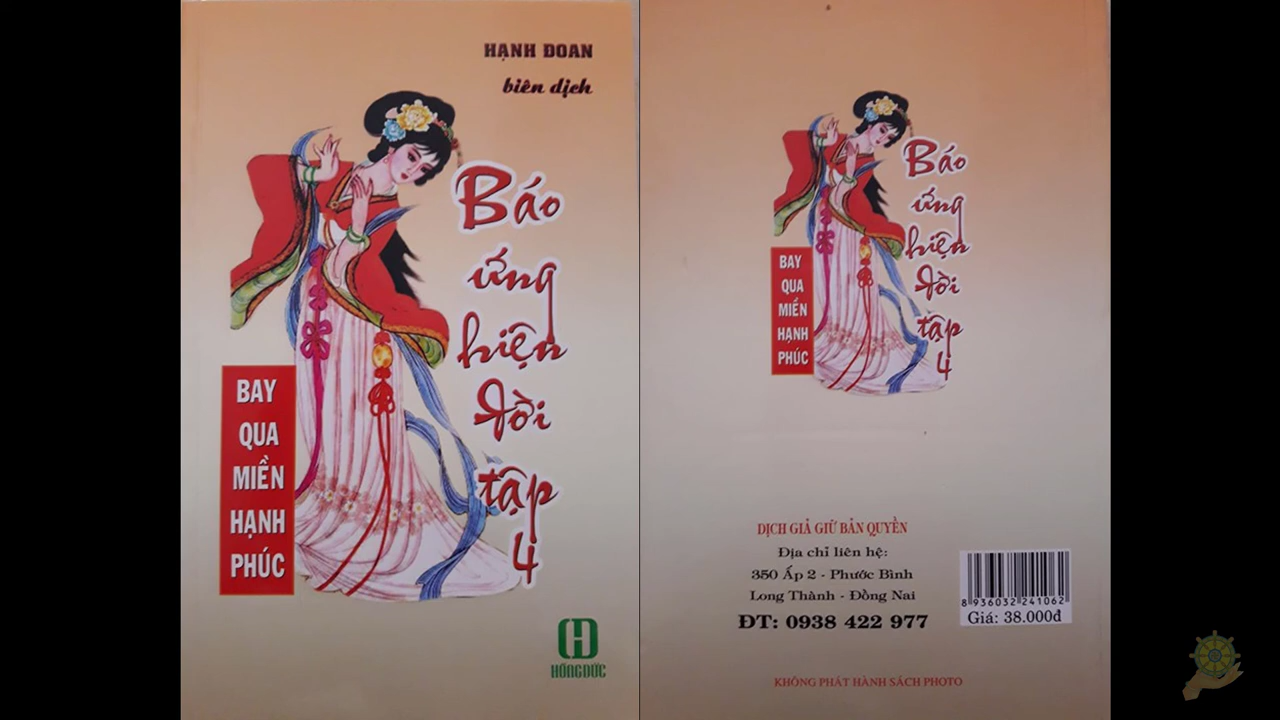 HẠNH ĐOAN
biên dịch
Báo
ứng
hiện
đời
tập
4
BAY
QUA
MIỀN
HẠNH
PHÚC
HỒNG ĐỨC
Báo
ứng
hiện
đời
tập
4
BAY
QUA
MIỀN
HẠNH
PHÚC
DỊCH GIẢ GIỮ BẢN QUYỀN
Địa chỉ liên hệ:
350 Ấp 2 - Phước Bình
Long Thành - Đồng Nai
ĐT: 0938 422 977
8 936032 241062
Giá: 38.000đ
KHÔNG PHÁT HÀNH SÁCH PHOTO